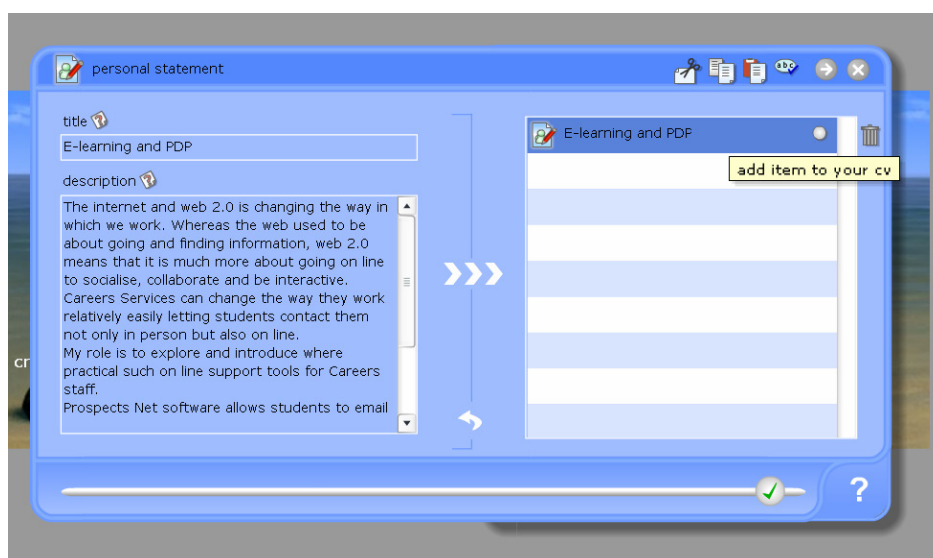 personal statement
abc
title
E-learning and PDP
description
The internet and web 2.0 is changing the way in
which we work. Whereas the web used to be
about going and finding information, web 2.0
means that it is much more about going on line
to socialise, collaborate and be interactive.
Careers Services can change the way they work
relatively easily letting students contact them
not only in person but also on line.
My role is to explore and introduce where
practical such on line support tools for Careers
staff.
Prospects Net software allows students to email
E-learning and PDP
add item to your cv
cr
?